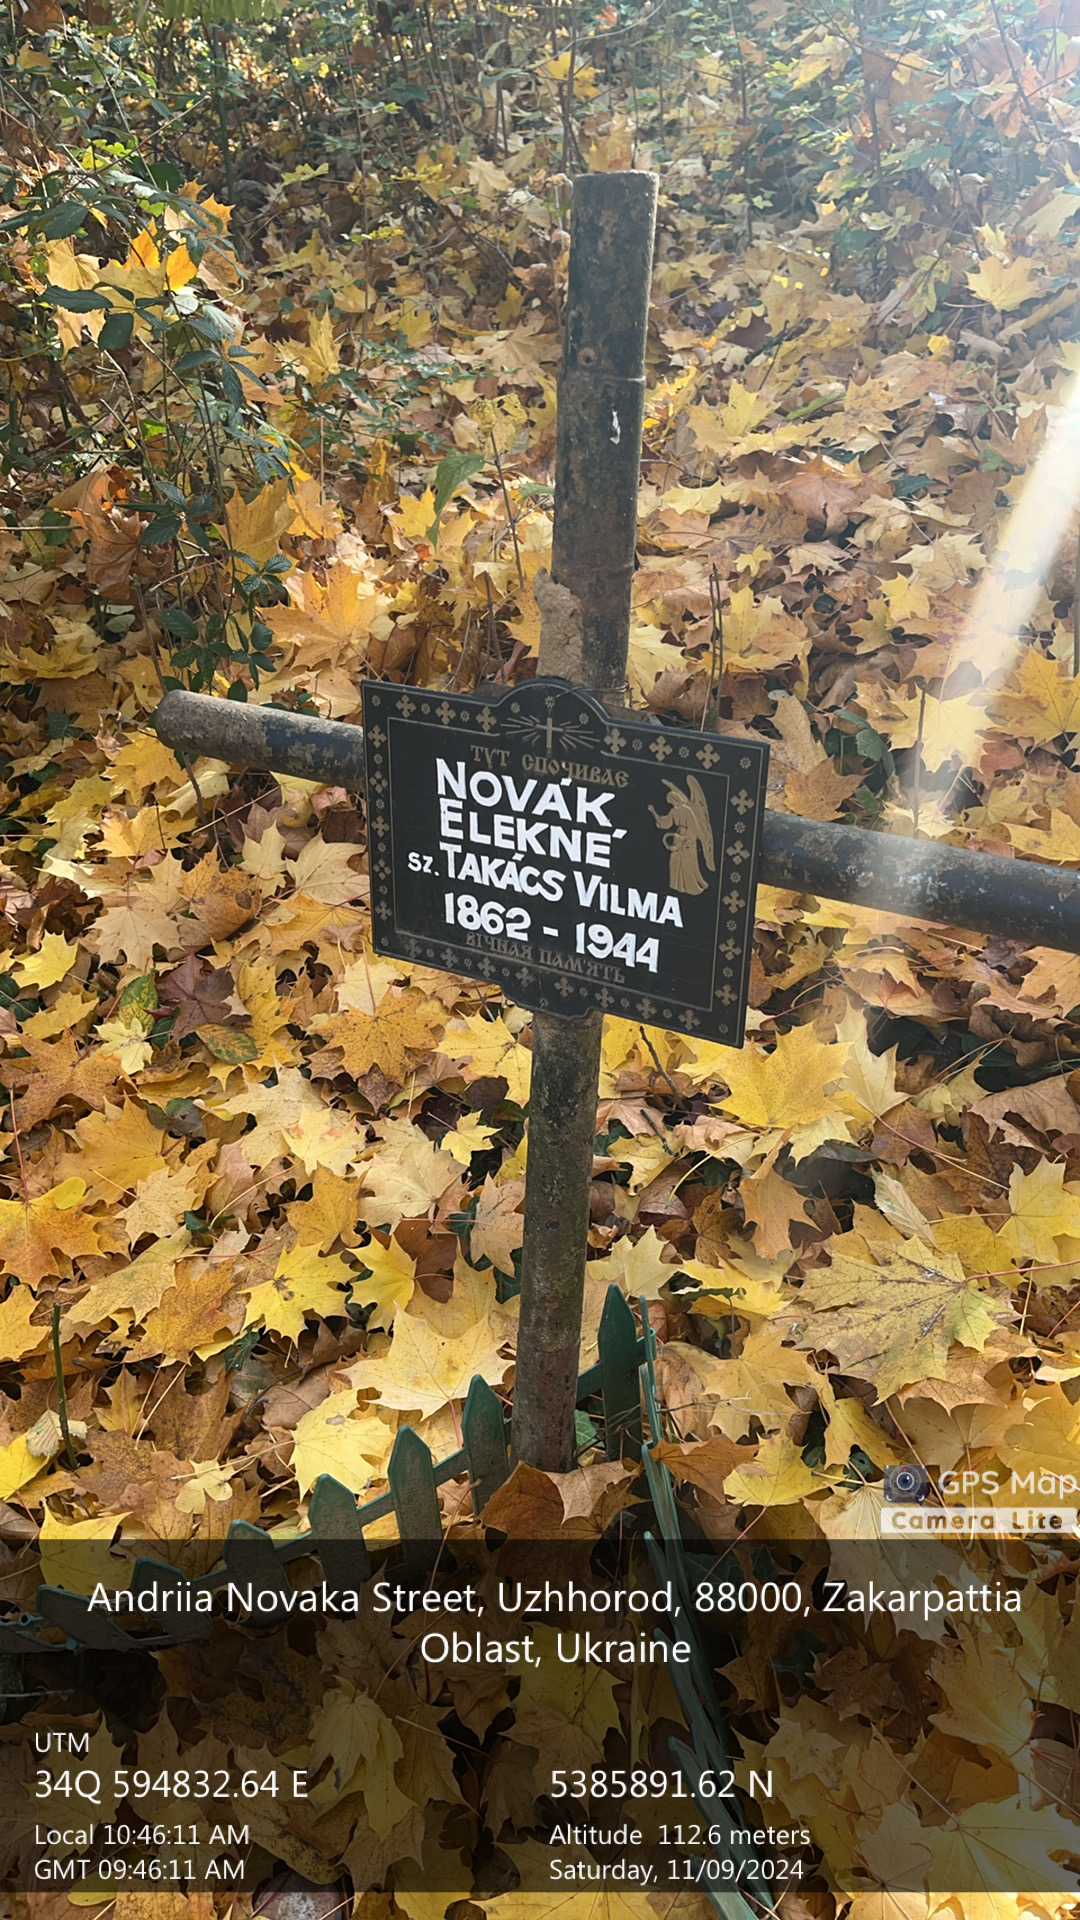 ТУТ СПОЧИВАЄ
NOVÁK
ELEKNÉ
SZ. TAKÁCS VILMA
1862 - 1944
ВІЧНАЯ ПАМ'ЯТЬ
GPS Map
Camera Lite
Andriia Novaka Street, Uzhhorod, 88000, Zakarpattia
Oblast, Ukraine
UTM
34Q 594832.64 E
5385891.62 N
Local 10:46:11 AM
Altitude 112.6 meters
GMT 09:46:11 AM
Saturday, 11/09/2024